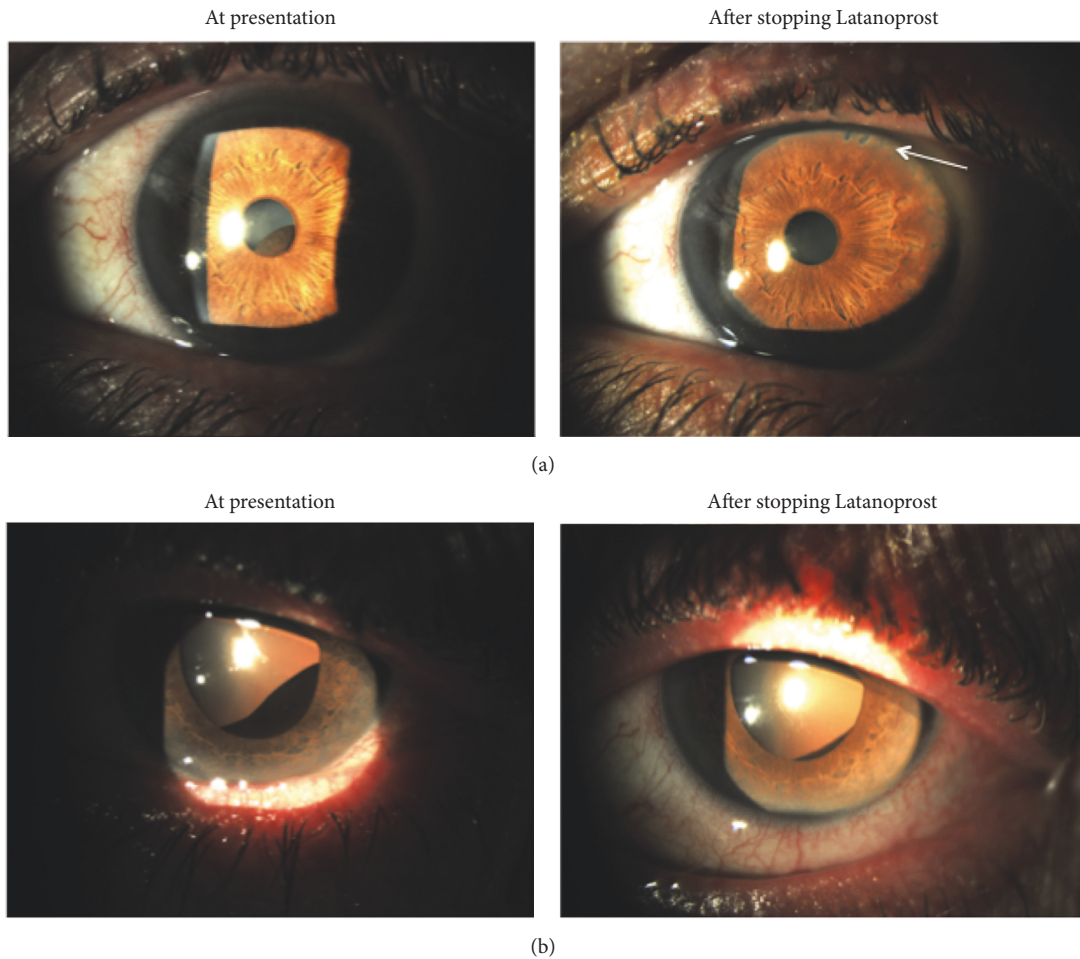 At presentation
After stopping Latanoprost
(a)
At presentation
After stopping Latanoprost
(b)